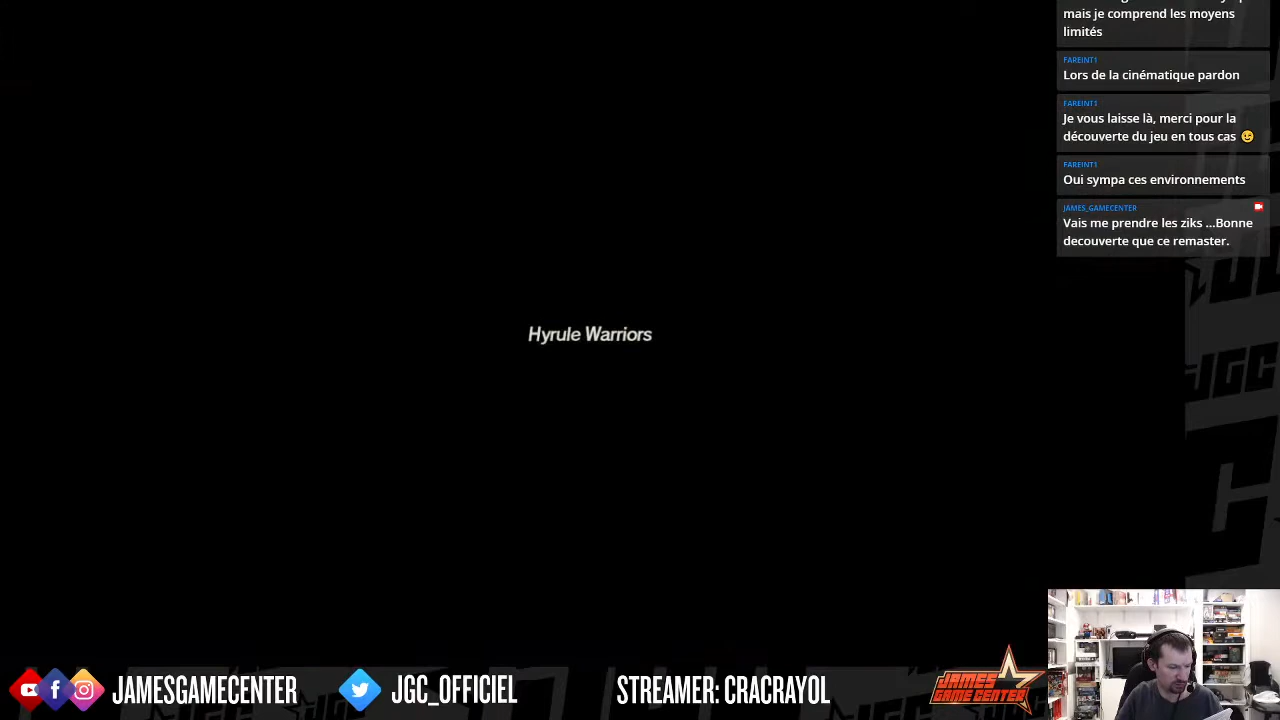 mais je comprend les moyens
limités
FAREINT1
Lors de la cinématique pardon
FAREINT1
Je vous laisse là, merci pour la
découverte du jeu en tous cas 😉
FAREINT1
Oui sympa ces environnements
JAMES_GAMECENTER
Vais me prendre les ziks ...Bonne
decouverte que ce remaster.
Hyrule Warriors
JGC
JAMESGAMECENTER
JGC_OFFICIEL
STREAMER: CRACRAYOL
JAMES
GAME CENTER